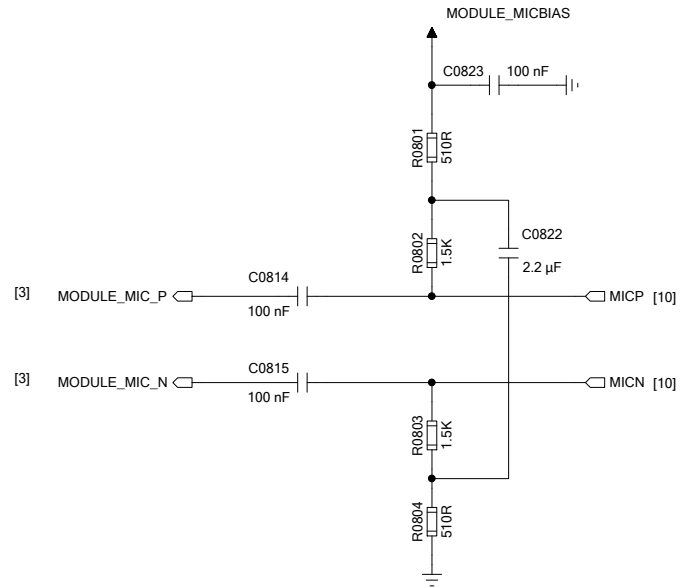 MODULE_MICBIAS
C0823 100 nF
R0801 510R
R0802 1.5K
C0822
2.2 µF
C0814
[3] MODULE_MIC_P MICP [10]
100 nF
C0815
[3] MODULE_MIC_N MICN [10]
100 nF
R0803 1.5K
R0804 510R